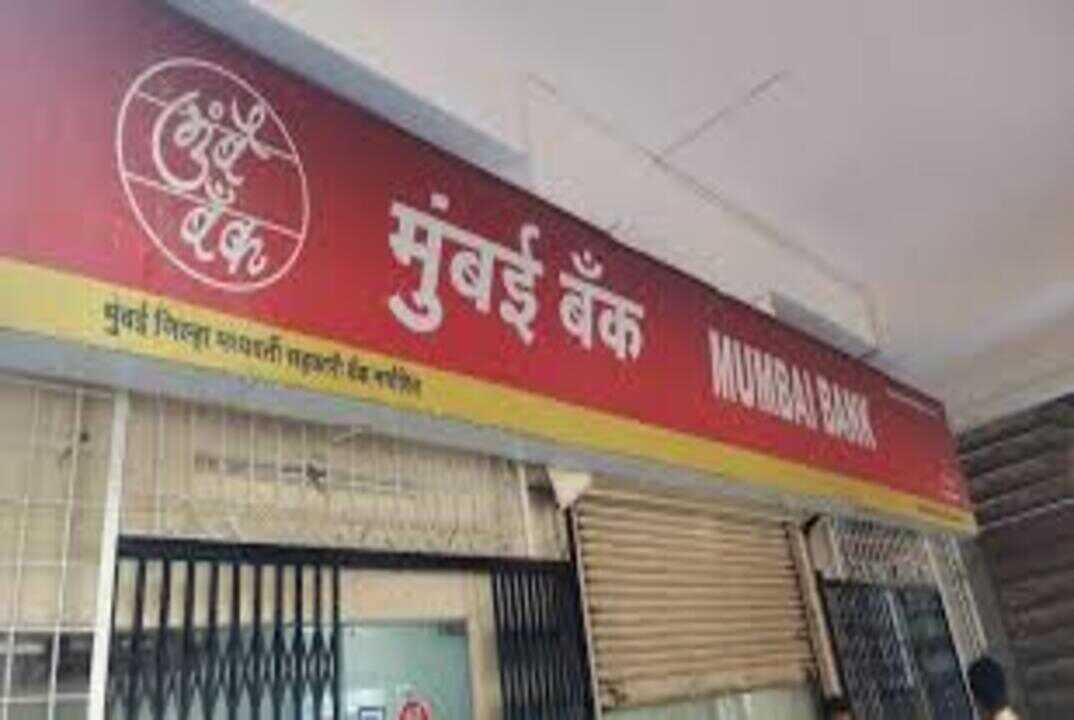 मुंबई
बँक
मुंबई बँक
MUMBAI BANK
मुंबई जिल्हा मध्यवर्ती सहकारी बँक मर्यादित